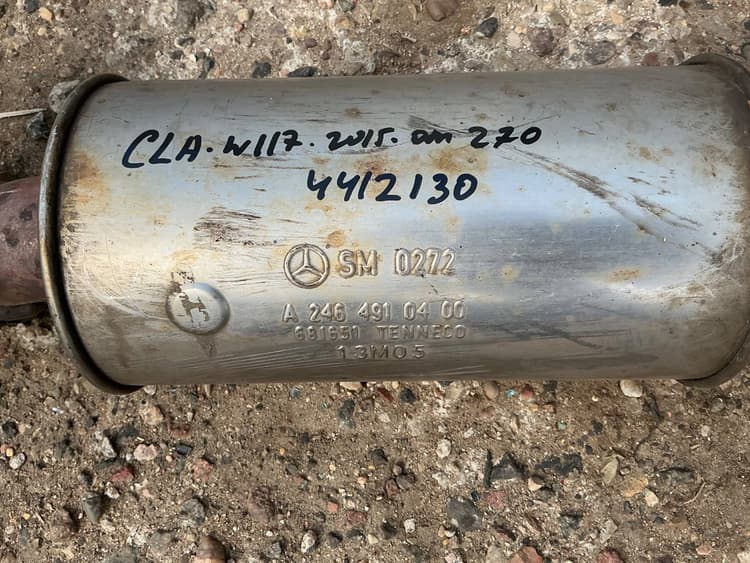 CLA. W117. 2015. om 270
4412130
SM 0272
A 246 491 04 00
681651 TENNECO
13M05